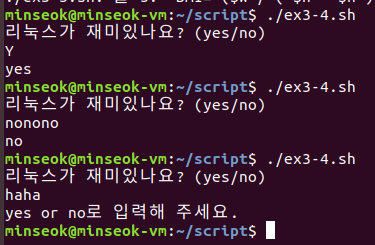 minseok@minseok-vm:~/script$ ./ex3-4.sh
리눅스가 재미있나요? (yes/no)
Y
yes
minseok@minseok-vm:~/script$ ./ex3-4.sh
리눅스가 재미있나요? (yes/no)
nonono
no
minseok@minseok-vm:~/script$ ./ex3-4.sh
리눅스가 재미있나요? (yes/no)
haha
yes or no로 입력해 주세요.
minseok@minseok-vm:~/script$